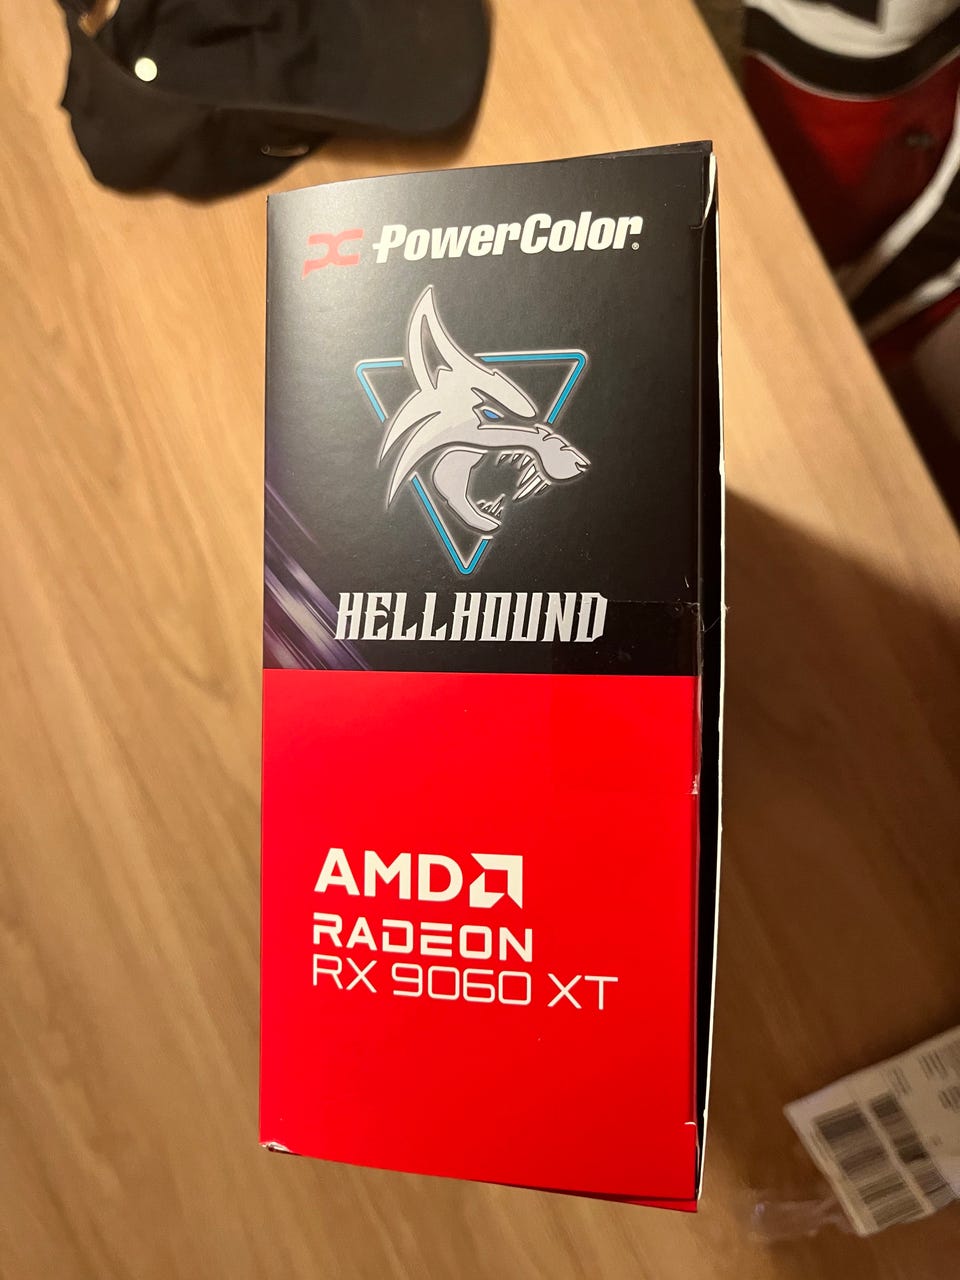 PowerColor®
HELLHOUND
AMD
RADEON
RX 9060 XT